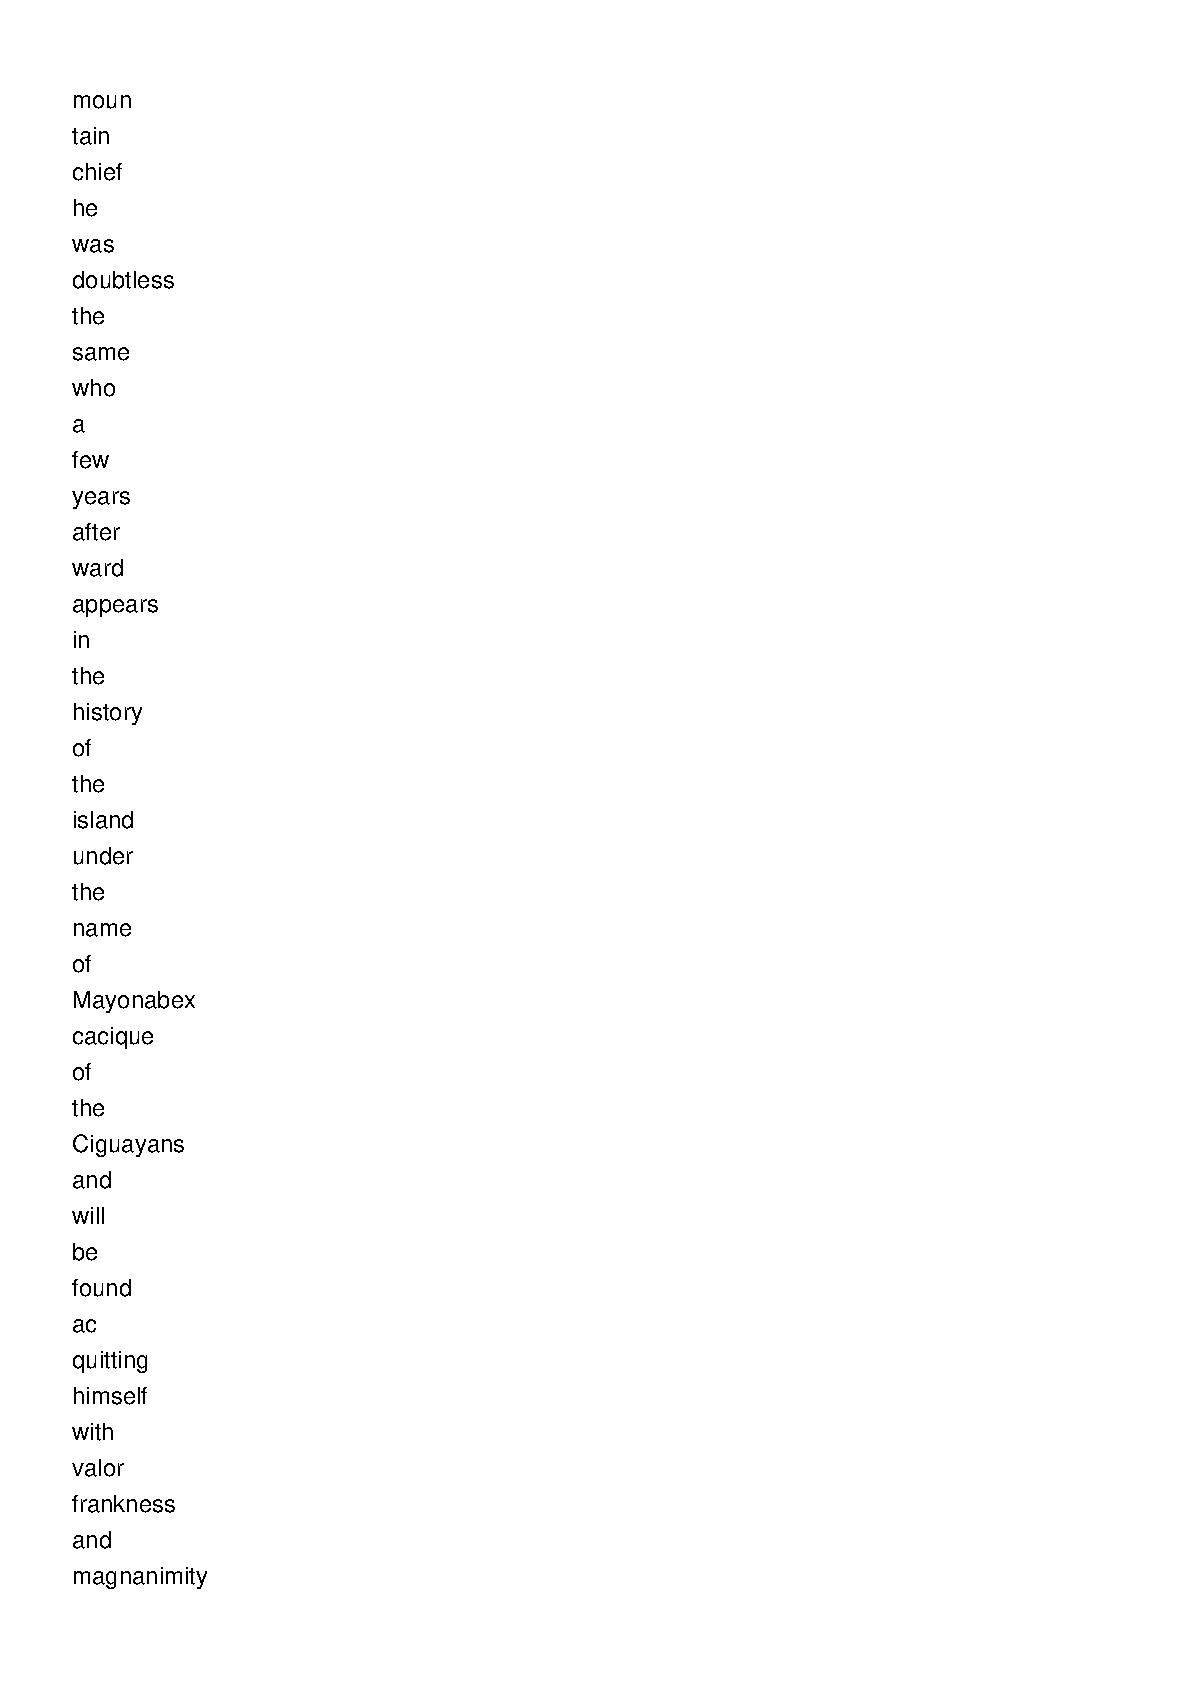 moun
tain
chief
he
was
doubtless
the
same
who
a
few
years
after
ward
appears
in
the
history
of
the
island
under
the
name
of
Mayonabex
cacique
of
the
Ciguayans
and
will
be
found
ac
quitting
himself
with
valor
frankness
and
magnanimity